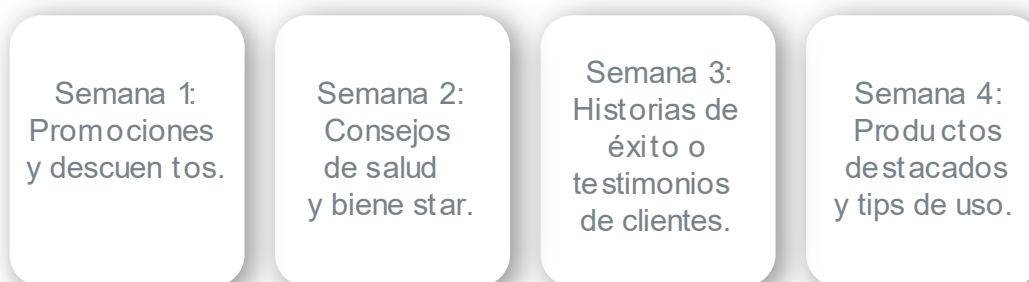 Semana 1:
Promociones
y descuentos.
Semana 2:
Consejos
de salud
y bienestar.
Semana 3:
Historias de
éxito o
testimonios
de clientes.
Semana 4:
Productos
destacados
y tips de uso.